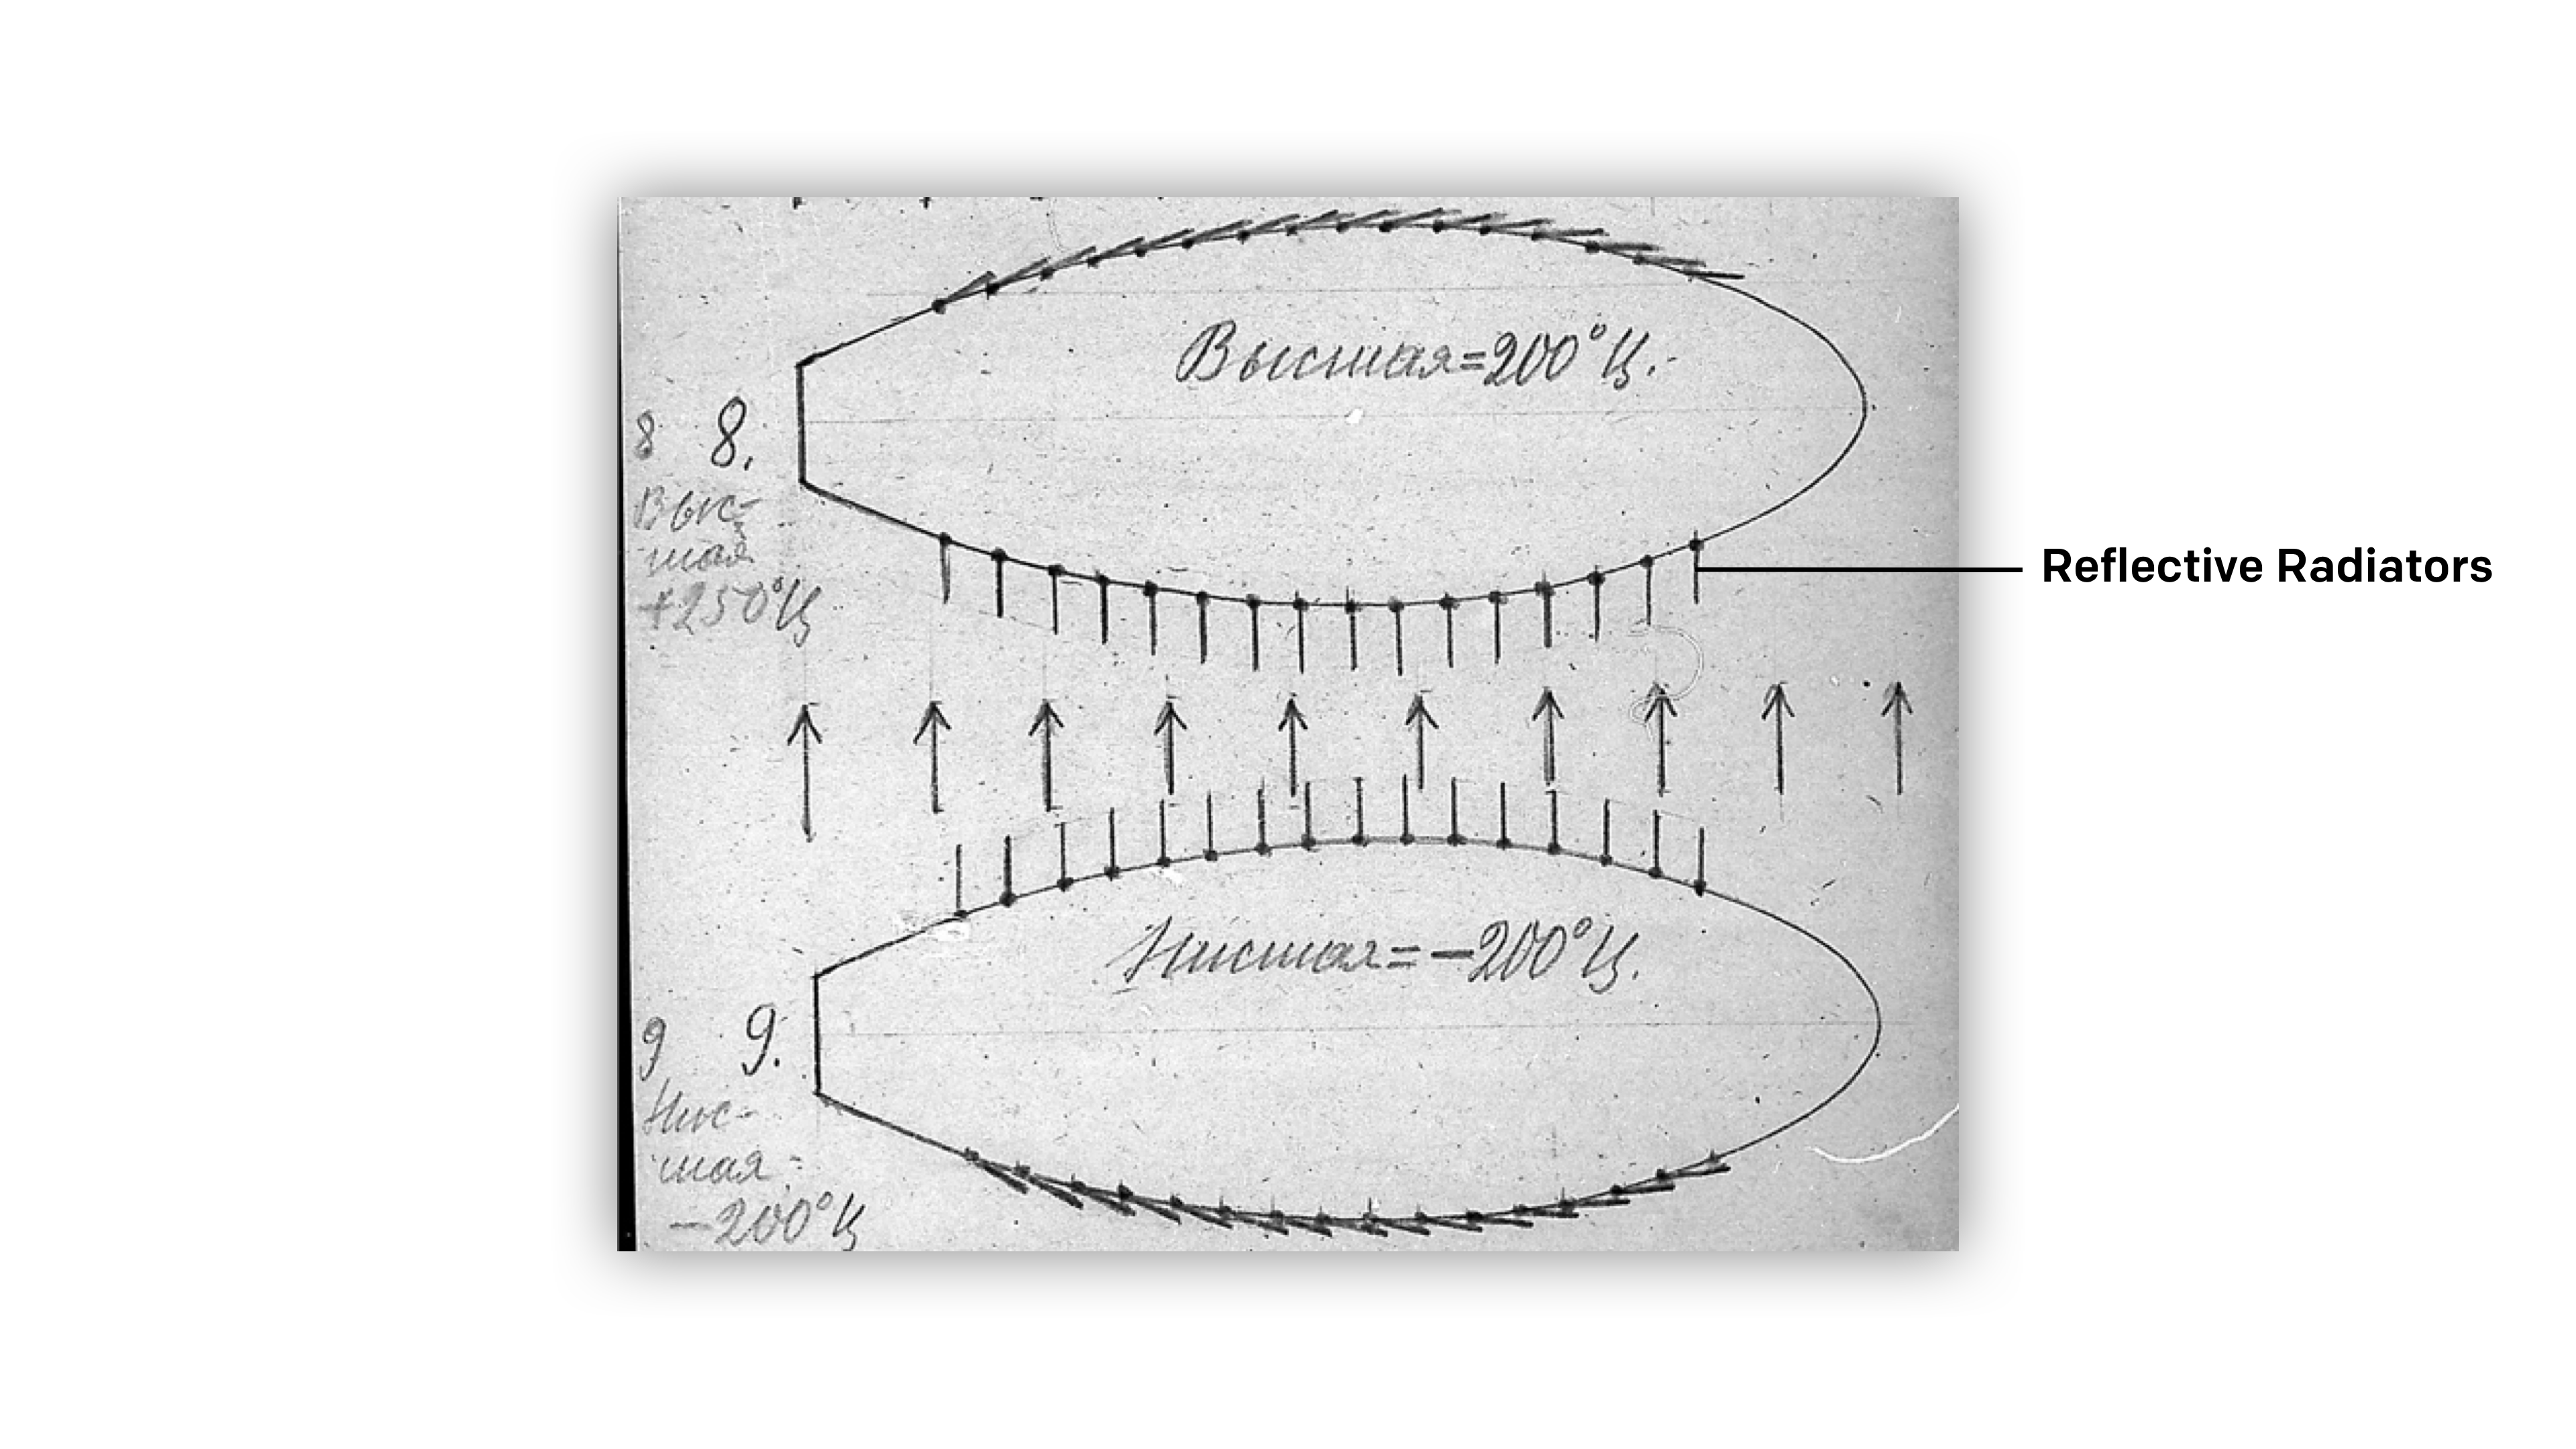 Высшая=200°Ц.
8 8.
Выс-
шая
+250°Ц
Reflective Radiators
Нисшая=-200°Ц.
9 9.
Нис-
шая-
-200°Ц